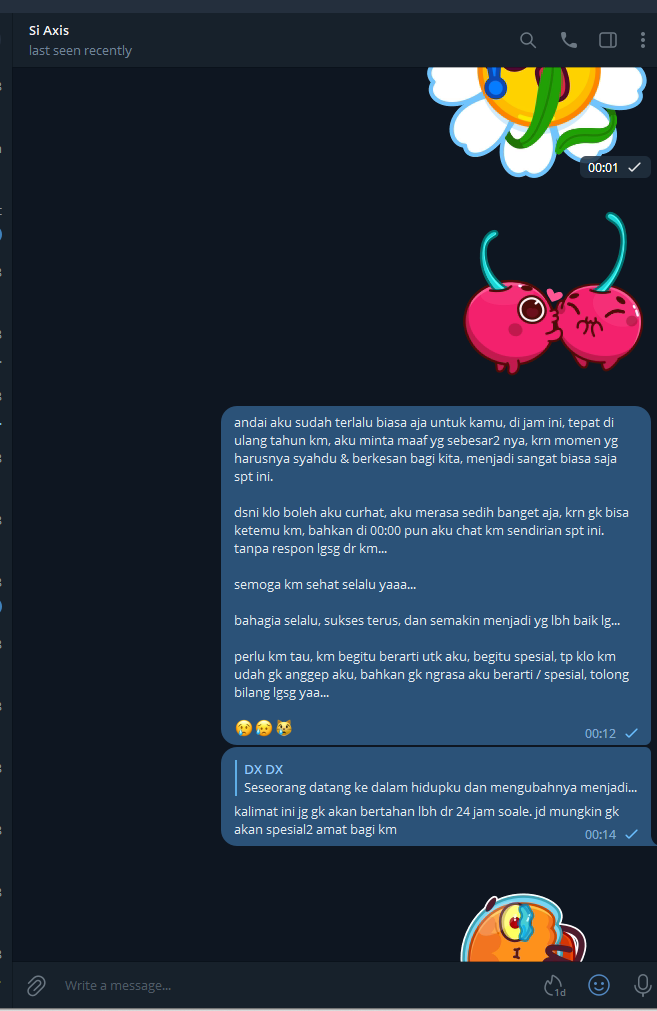 Si Axis
last seen recently
00:01
andai aku sudah terlalu biasa aja untuk kamu, di jam ini, tepat di
ulang tahun km, aku minta maaf yg sebesar2 nya, krn momen yg
harusnya syahdu & berkesan bagi kita, menjadi sangat biasa saja
spt ini.
dsni klo boleh aku curhat, aku merasa sedih banget aja, krn gk bisa
ketemu km, bahkan di 00:00 pun aku chat km sendirian spt ini.
tanpa respon lgsg dr km...
semoga km sehat selalu yaaa...
bahagia selalu, sukses terus, dan semakin menjadi yg lbh baik lg...
perlu km tau, km begitu berarti utk aku, begitu spesial, tp klo km
udah gk anggep aku, bahkan gk ngrasa aku berarti / spesial, tolong
bilang lgsg yaa...
😢😥😿
00:12
DX DX
Seseorang datang ke dalam hidupku dan mengubahnya menjadi...
kalimat ini jg gk akan bertahan lbh dr 24 jam soale. jd mungkin gk
akan spesial2 amat bagi km
00:14
Write a message...
1d